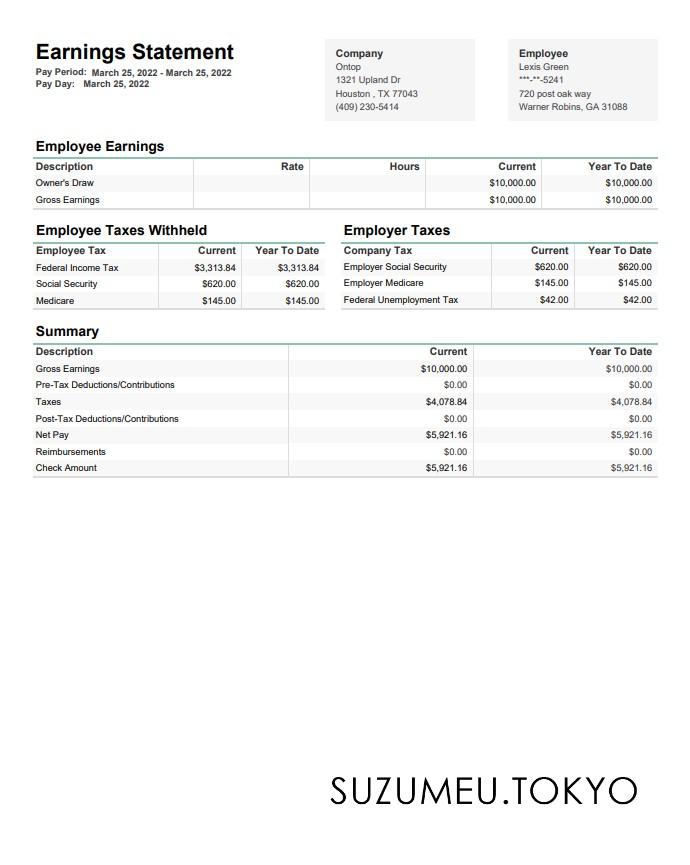 Earnings Statement
Pay Period: March 25, 2022 - March 25, 2022
Pay Day: March 25, 2022
Company
Ontop
1321 Upland Dr
Houston , TX 77043
(409) 230-5414
Employee
Lexis Green
***-**-5241
720 post oak way
Warner Robins, GA 31088
Employee Earnings
Description Rate Hours Current Year To Date
Owner's Draw $10,000.00 $10,000.00
Gross Earnings $10,000.00 $10,000.00
Employee Taxes Withheld
Employee Tax Current Year To Date
Federal Income Tax $3,313.84 $3,313.84
Social Security $620.00 $620.00
Medicare $145.00 $145.00
Employer Taxes
Company Tax Current Year To Date
Employer Social Security $620.00 $620.00
Employer Medicare $145.00 $145.00
Federal Unemployment Tax $42.00 $42.00
Summary
Description Current Year To Date
Gross Earnings $10,000.00 $10,000.00
Pre-Tax Deductions/Contributions $0.00 $0.00
Taxes $4,078.84 $4,078.84
Post-Tax Deductions/Contributions $0.00 $0.00
Net Pay $5,921.16 $5,921.16
Reimbursements $0.00 $0.00
Check Amount $5,921.16 $5,921.16
SUZUMEU.TOKYO